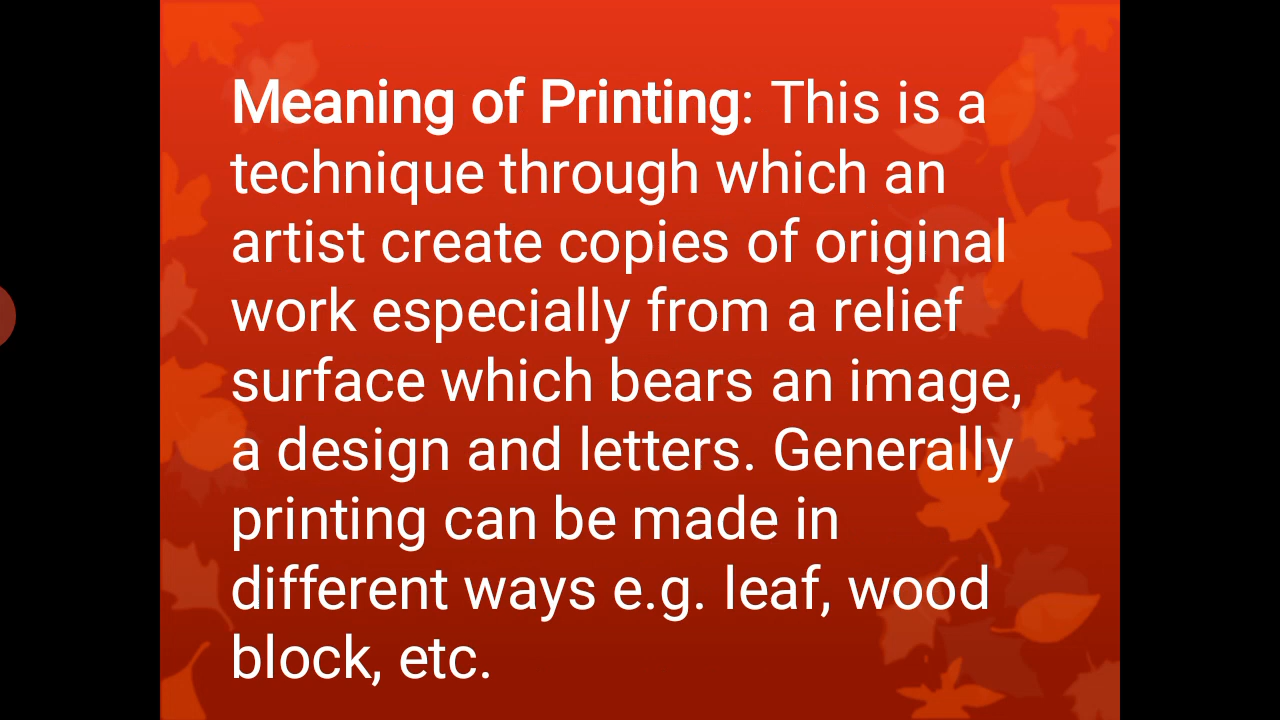 Meaning of Printing: This is a
technique through which an
artist create copies of original
work especially from a relief
surface which bears an image,
a design and letters. Generally
printing can be made in
different ways e.g. leaf, wood
block, etc.